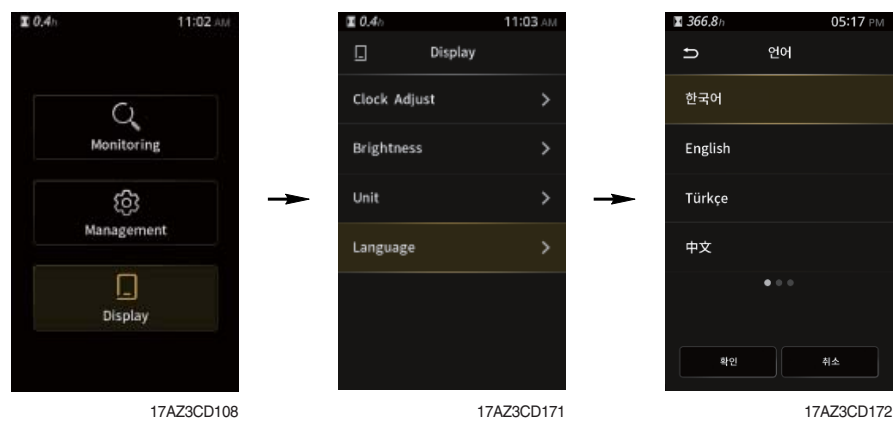 0.4h 11:02 AM
Monitoring
Management
Display
17AZ3CD108
0.4h 11:03 AM
Display
Clock Adjust
Brightness
Unit
Language
17AZ3CD171
366.8h 05:17 PM
언어
한국어
English
Türkçe
中文
확인 취소
17AZ3CD172